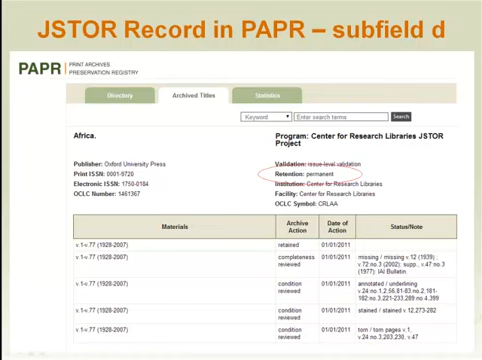 JSTOR Record in PAPR – subfield d
PAPR PRINT ARCHIVES
PRESERVATION REGISTRY
Directory Archived Titles Statistics
Keyword Enter search terms Search
Africa. Program: Center for Research Libraries JSTOR
Project
Publisher: Oxford University Press Validation: issue-level validation
Print ISSN: 0001-9720 Retention: permanent
Electronic ISSN: 1750-0184 Institution: Center for Research Libraries
OCLC Number: 1461367 Facility: Center for Research Libraries
OCLC Symbol: CRLAA
Materials Archive Action Date of Action Status/Note
v.1-v.77 (1928-2007) retained 01/01/2011
v.1-v.77 (1928-2007) completeness reviewed 01/01/2011 missing / missing v.12 (1939) ;
v.72 no.3 (2002); supp., v.47 no.3
(1977) IAI Bulletin.
v.1-v.77 (1928-2007) condition reviewed 01/01/2011 annotated / underlining
v.24 no.1,2,56,81-83 no.2,181-
182 no.3,221-233,289 no.4,399
v.1-v.77 (1928-2007) condition reviewed 01/01/2011 stained / stained v.12,273-282
v.1-v.77 (1928-2007) condition reviewed 01/01/2011 torn / torn pages v.1,
v.24 no.3,203,230, v.47